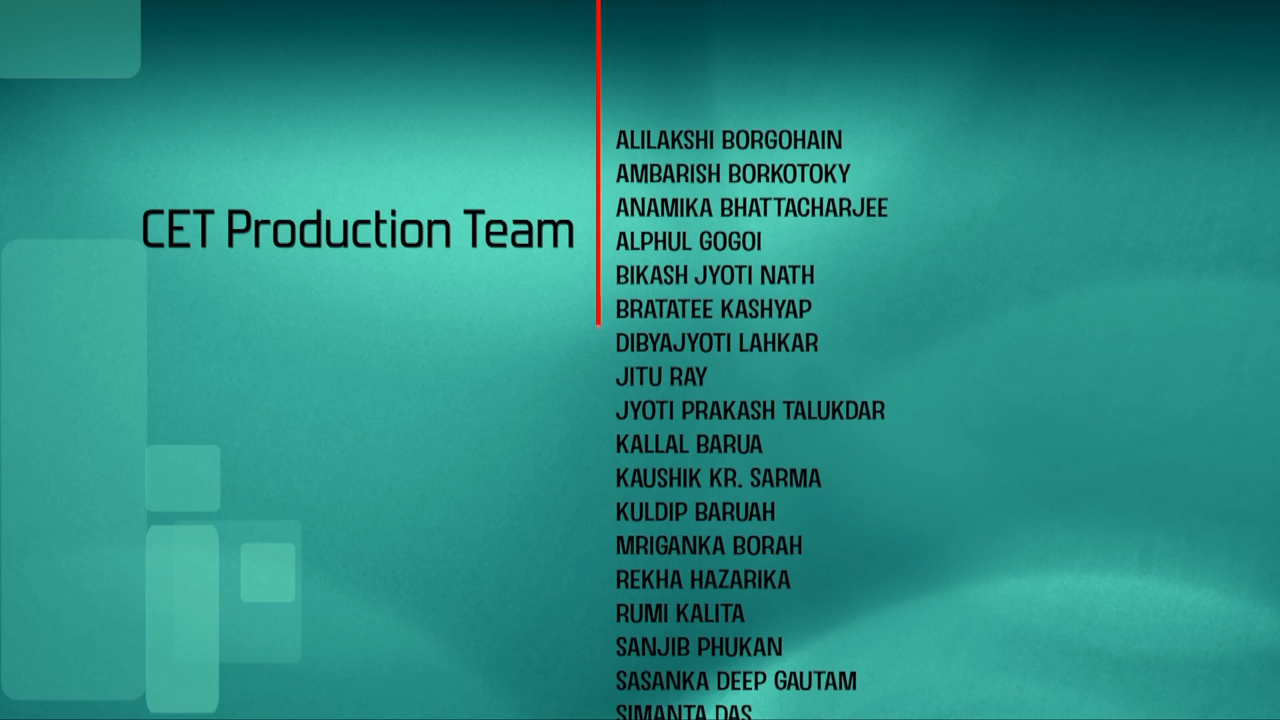 CET Production Team
ALILAKSHI BORGOHAIN
AMBARISH BORKOTOKY
ANAMIKA BHATTACHARJEE
ALPHUL GOGOI
BIKASH JYOTI NATH
BRATATEE KASHYAP
DIBYAJYOTI LAHKAR
JITU RAY
JYOTI PRAKASH TALUKDAR
KALLAL BARUA
KAUSHIK KR. SARMA
KULDIP BARUAH
MRIGANKA BORAH
REKHA HAZARIKA
RUMI KALITA
SANJIB PHUKAN
SASANKA DEEP GAUTAM
SIMANTA DAS